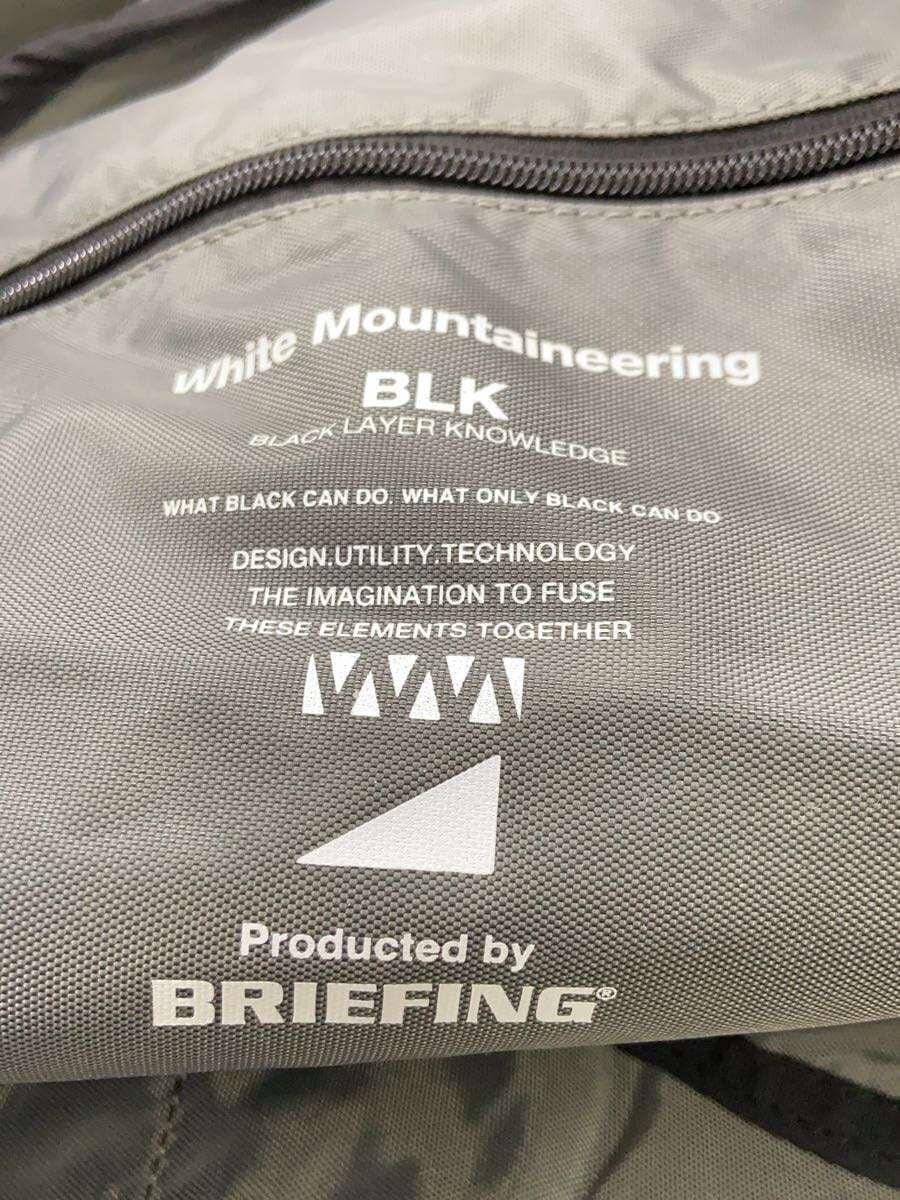 White Mountaineering
BLK
BLACK LAYER KNOWLEDGE
WHAT BLACK CAN DO. WHAT ONLY BLACK CAN DO
DESIGN.UTILITY.TECHNOLOGY
THE IMAGINATION TO FUSE
THESE ELEMENTS TOGETHER
Produced by
BRIEFING®